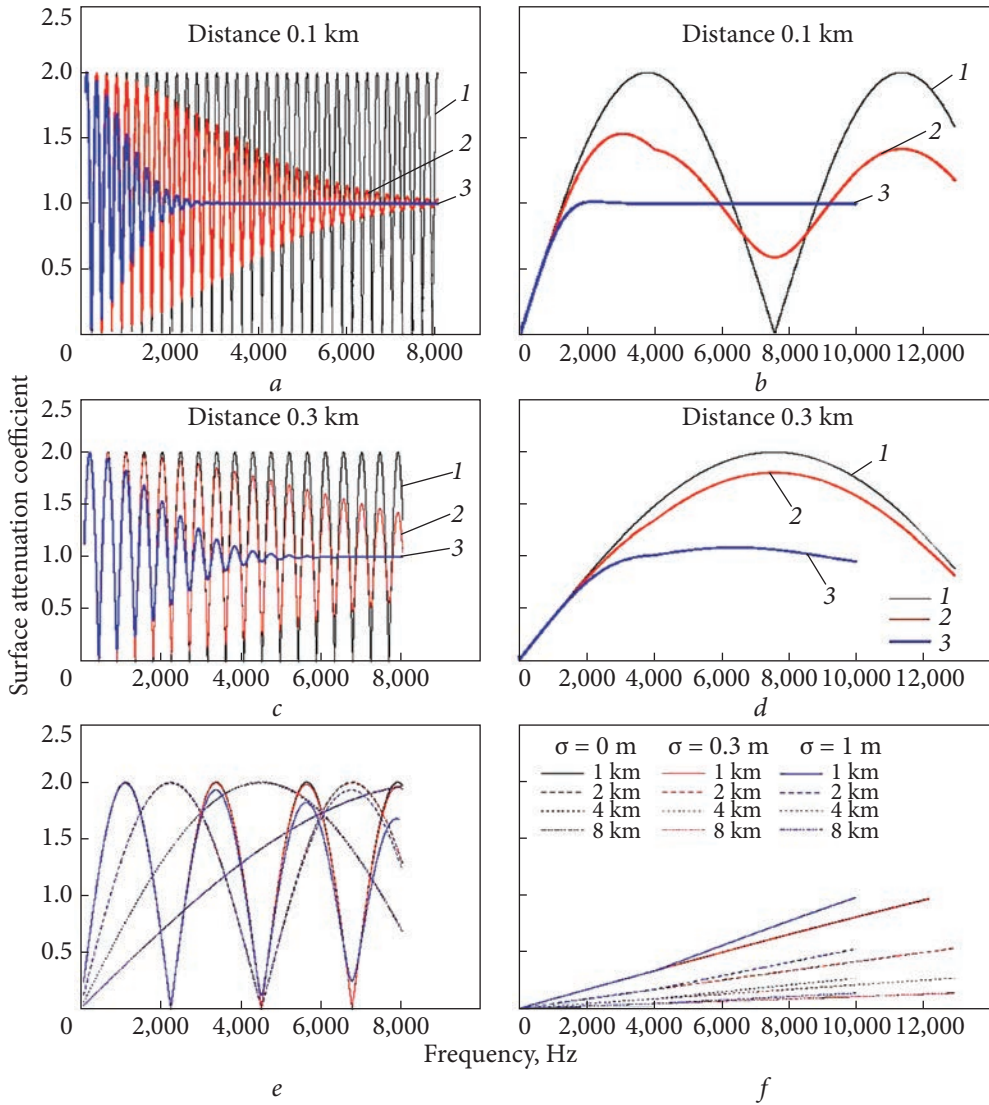 2.5
2.0
1.5
1.0
0.5
0
Distance 0.1 km
1
2
3
2,000 4,000 6,000 8,000
a
Distance 0.1 km
1
2
3
0 2,000 4,000 6,000 8,000 10,000 12,000
b
Surface attenuation coefficient
2.5
2.0
1.5
1.0
0.5
0
Distance 0.3 km
1
2
3
2,000 4,000 6,000 8,000
c
Distance 0.3 km
1
2
3
1
2
3
0 2,000 4,000 6,000 8,000 10,000 12,000
d
2.5
2.0
1.5
1.0
0.5
0
2,000 4,000 6,000 8,000
σ = 0 m σ = 0.3 m σ = 1 m
1 km 1 km 1 km
2 km 2 km 2 km
4 km 4 km 4 km
8 km 8 km 8 km
0 2,000 4,000 6,000 8,000 10,000 12,000
Frequency, Hz
e
f